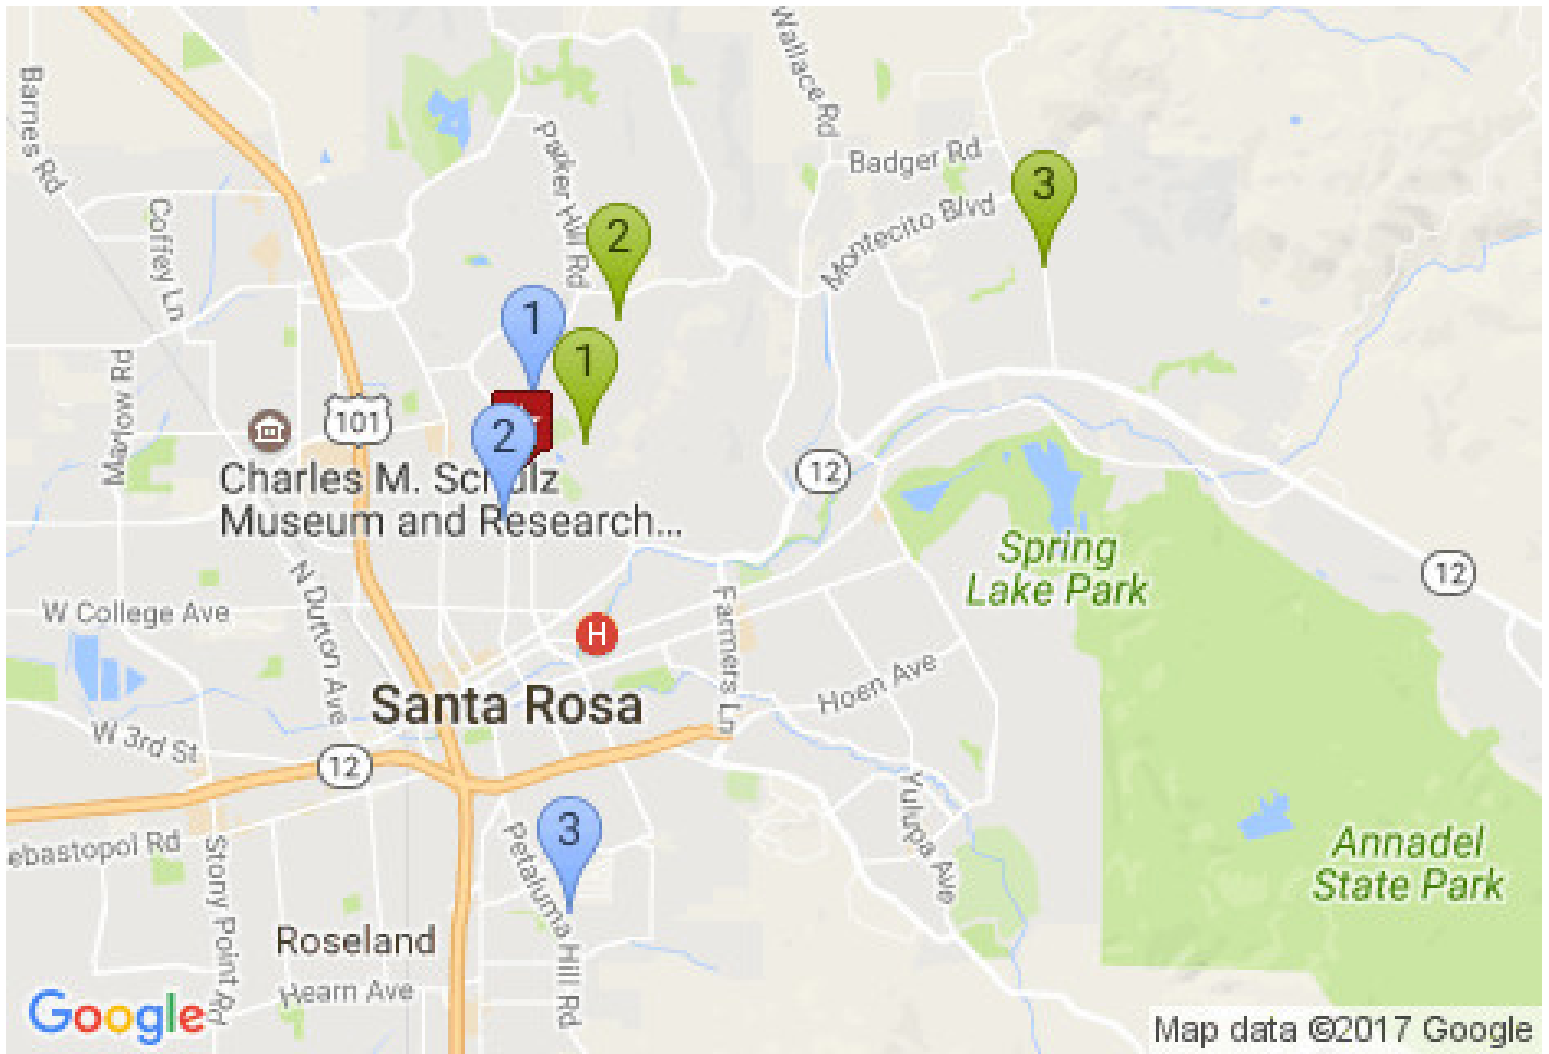 Wallace Rd
Barnes Rd
Parker Hill Rd
Badger Rd
3
Montecito Blvd
Coffey Ln
2
1
1
Marlow Rd
101
2
12
Charles M. Schulz
Museum and Research...
Spring
Lake Park
12
N Dutton Ave
W College Ave
Farmers Ln
H
Hoen Ave
Santa Rosa
W 3rd St
12
Yulupa Ave
3
Petaluma Hill Rd
ebastopol Rd
Stony Point Rd
Annadel
State Park
Roseland
Hearn Ave
Google
Map data ©2017 Google